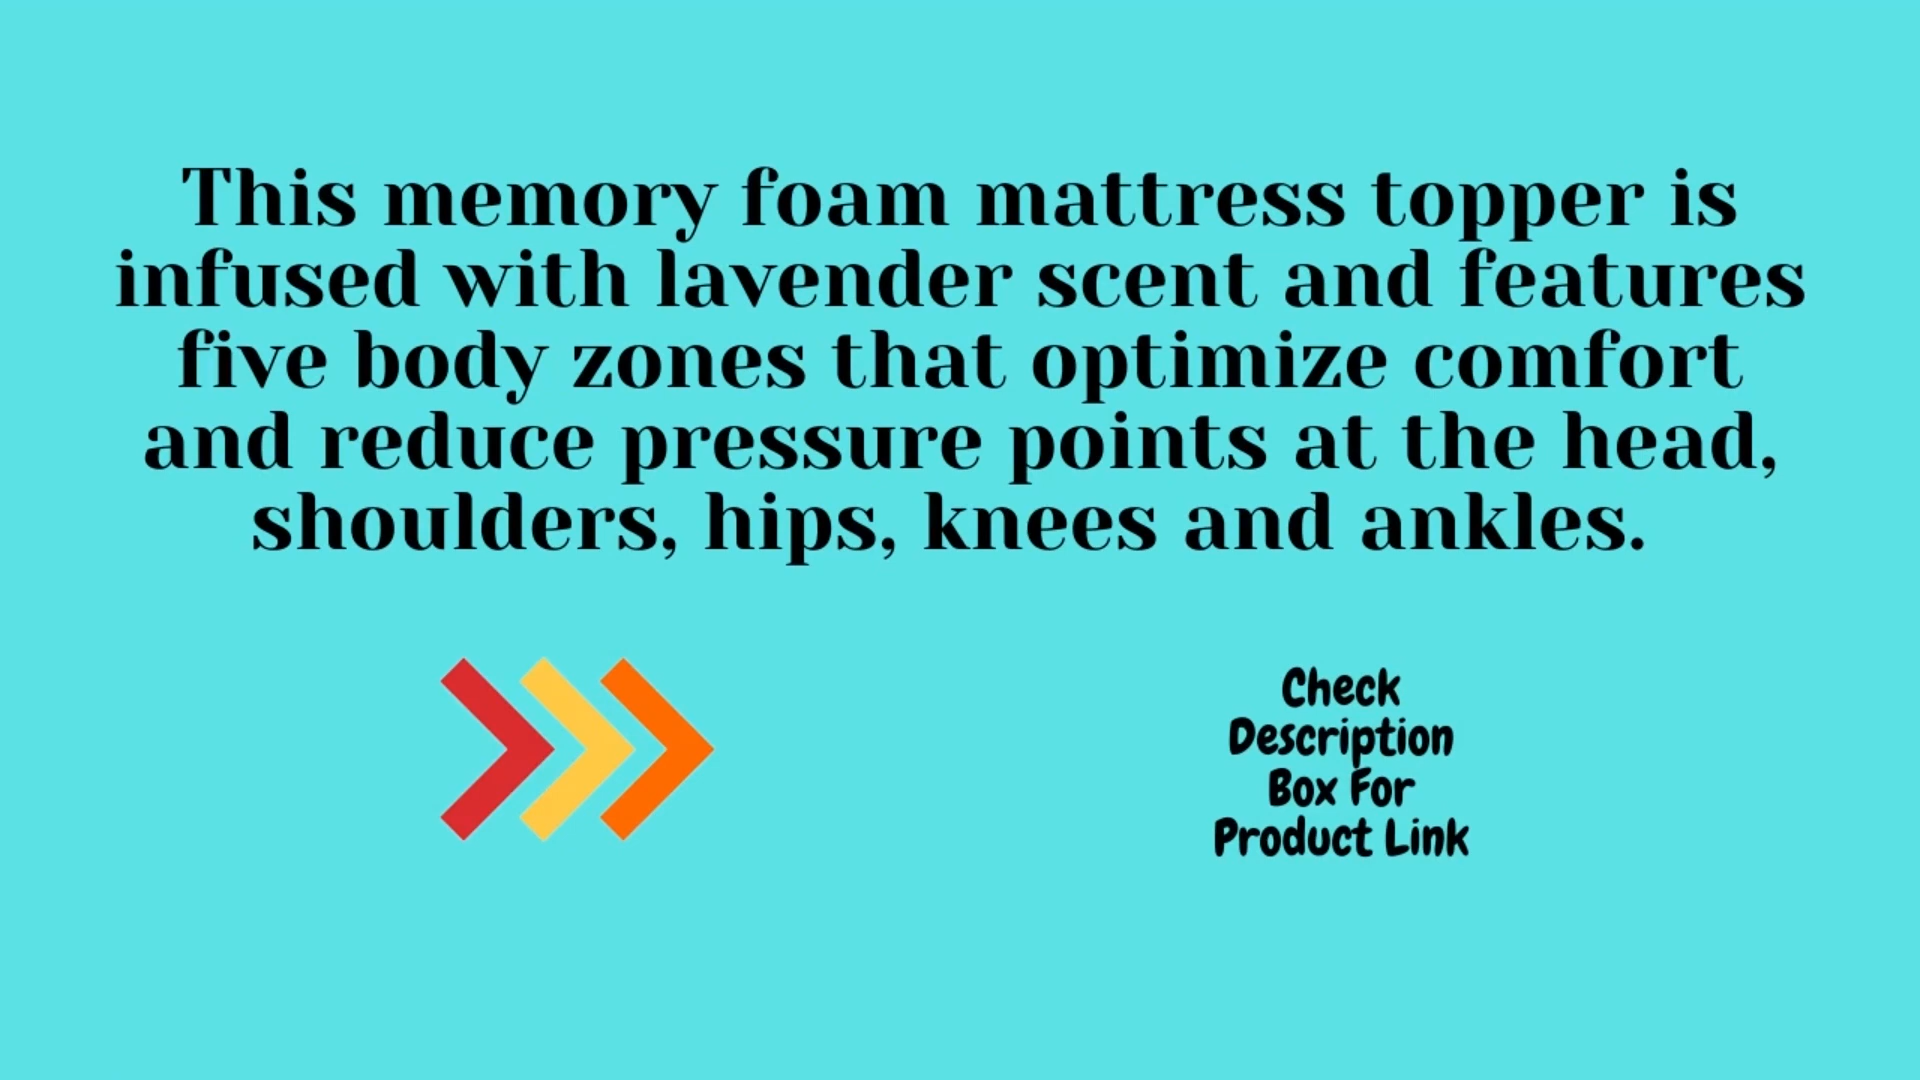 This memory foam mattress topper is
infused with lavender scent and features
five body zones that optimize comfort
and reduce pressure points at the head,
shoulders, hips, knees and ankles.
Check
Description
Box For
Product Link